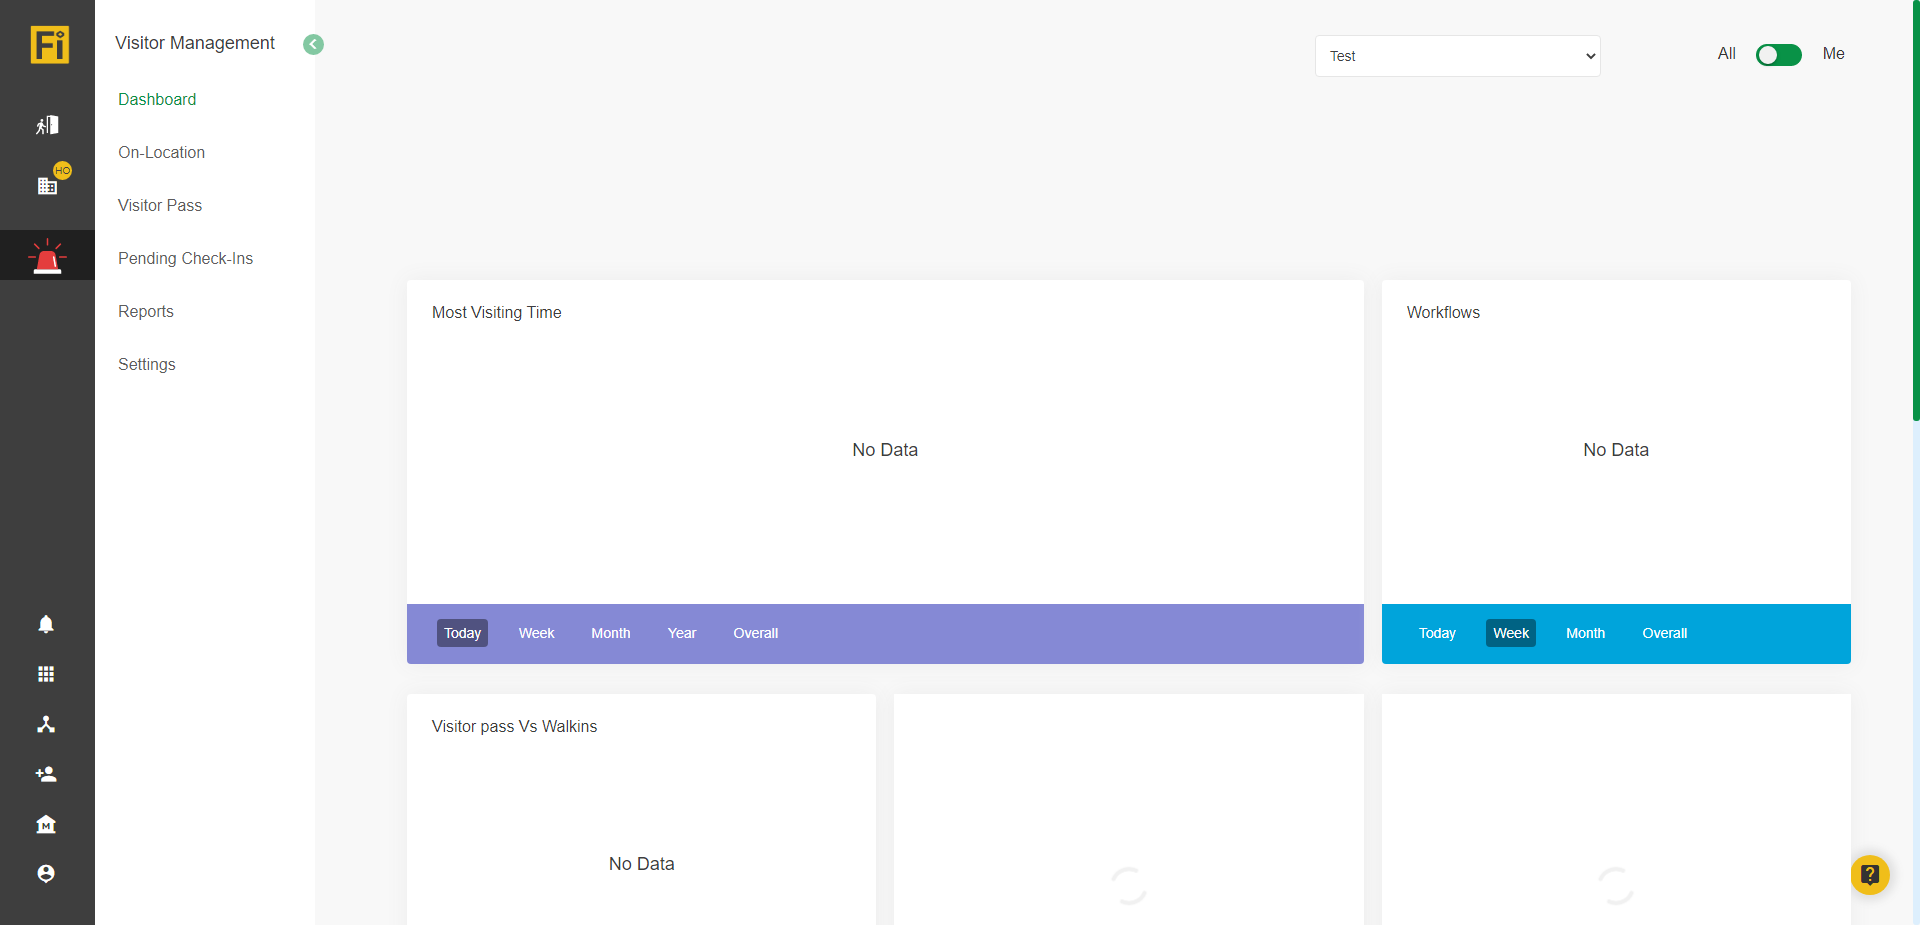 Fi
Visitor Management
Test
All
Me
Dashboard
On-Location
HO
Visitor Pass
Pending Check-Ins
Reports
Settings
Most Visiting Time
Workflows
No Data
No Data
Today Week Month Year Overall
Today Week Month Overall
Visitor pass Vs Walkins
M
No Data
?